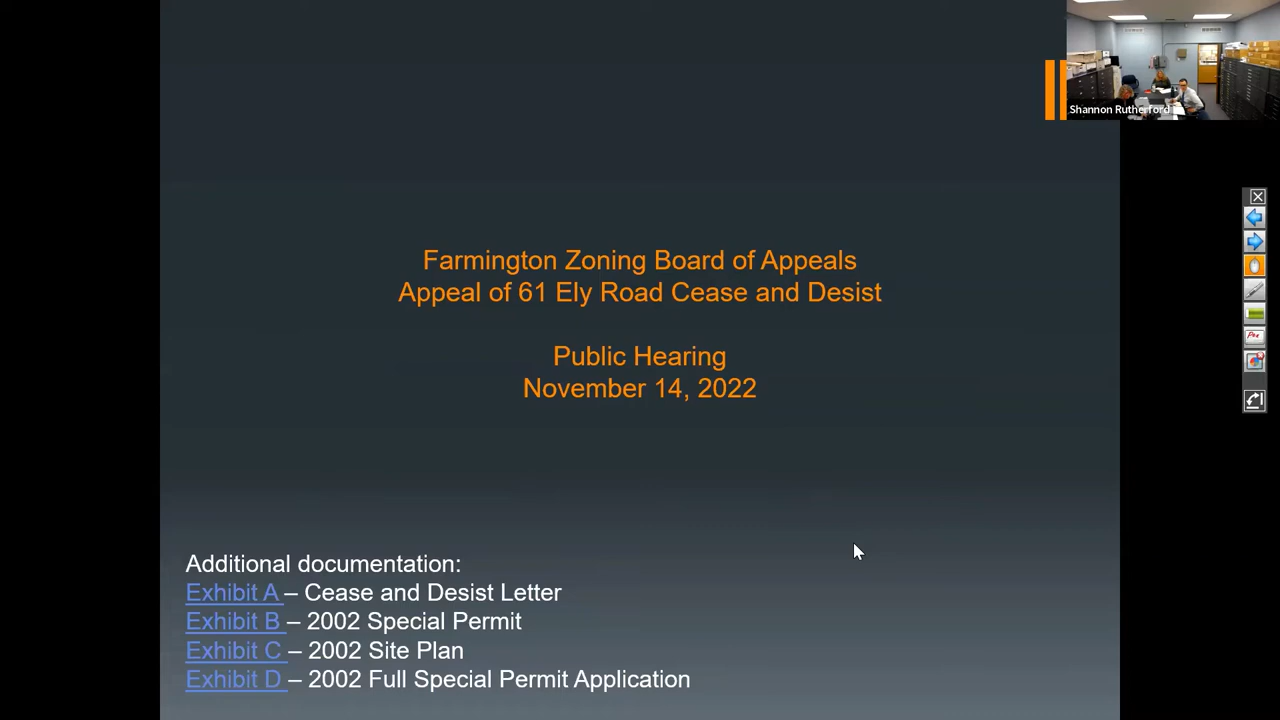 Shannon Rutherford
Farmington Zoning Board of Appeals
Appeal of 61 Ely Road Cease and Desist
Public Hearing
November 14, 2022
Additional documentation:
Exhibit A – Cease and Desist Letter
Exhibit B – 2002 Special Permit
Exhibit C – 2002 Site Plan
Exhibit D – 2002 Full Special Permit Application